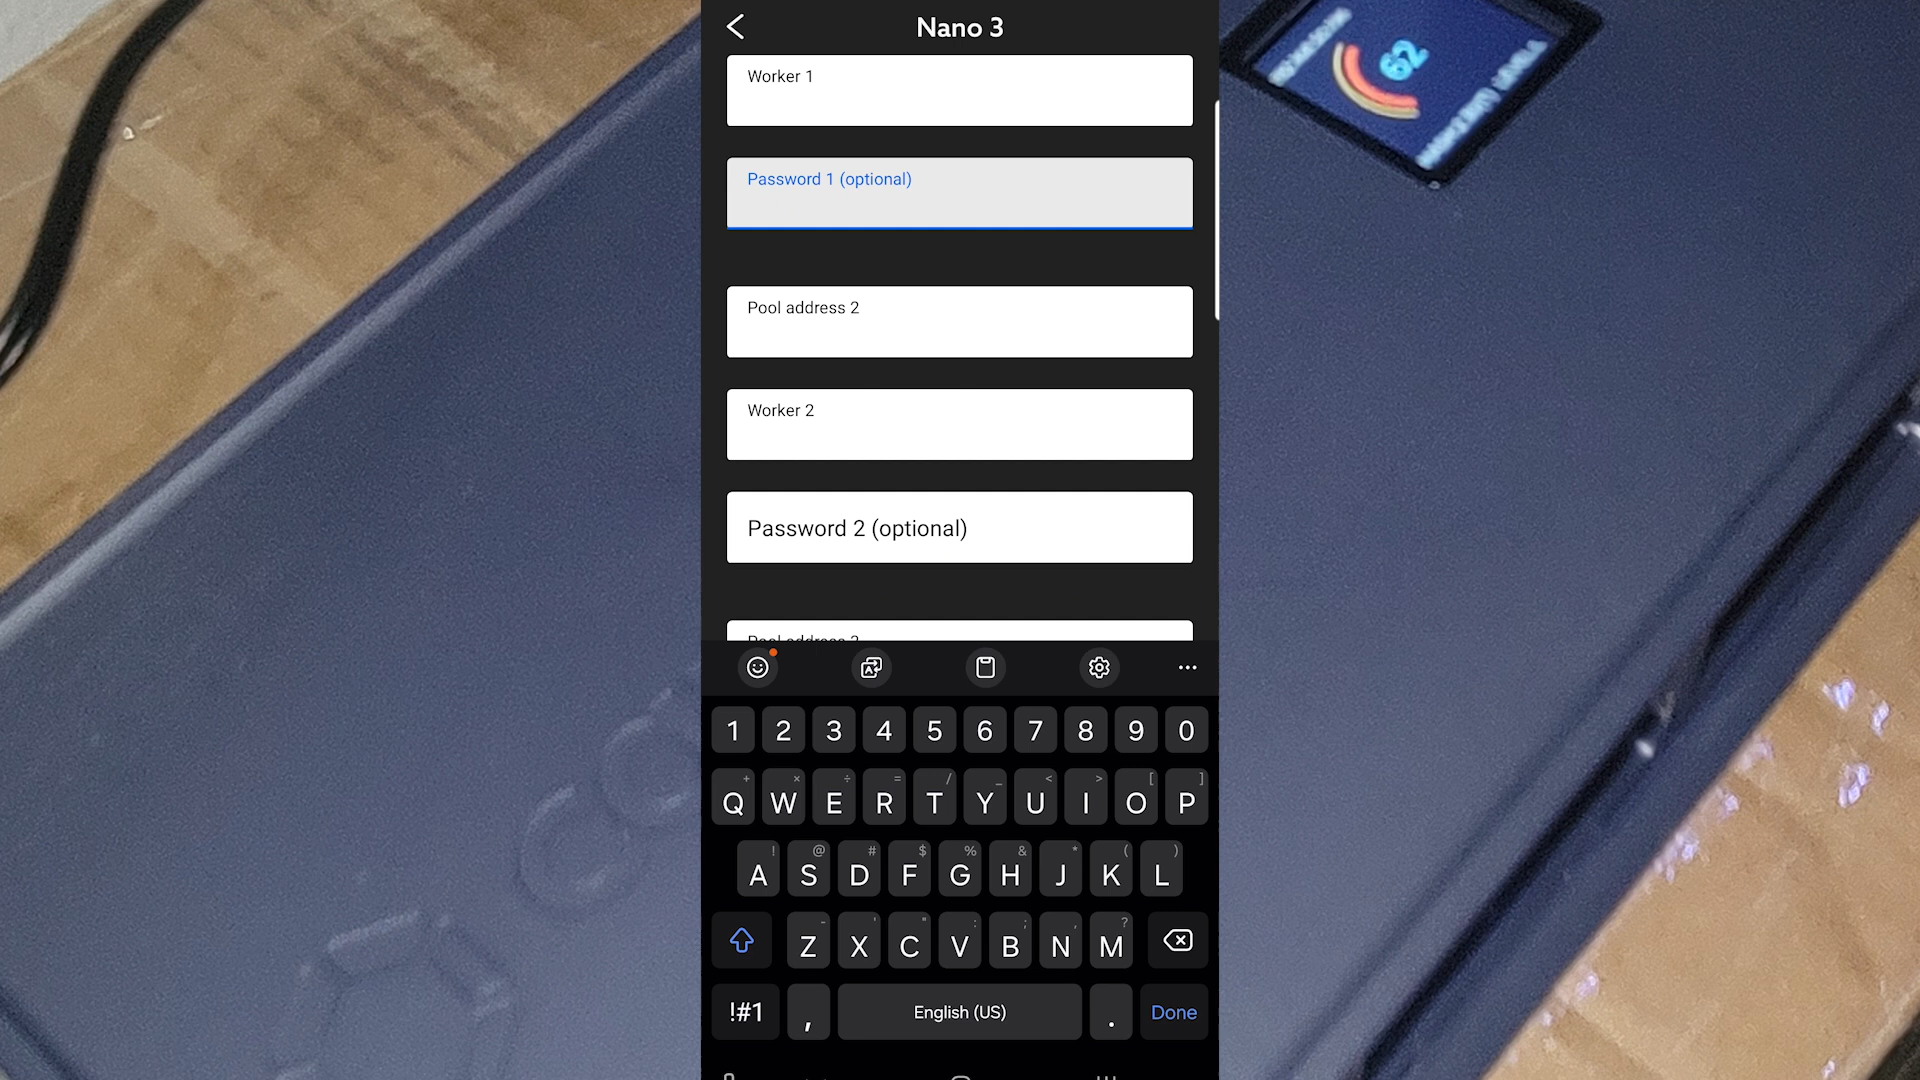 Nano 3
Worker 1
Password 1 (optional)
Pool address 2
Worker 2
Password 2 (optional)
62
1 2 3 4 5 6 7 8 9 0
+ × ÷ = / _ < > [ ]
Q W E R T Y U I O P
! @ # $ % & * ( )
A S D F G H J K L
- ' " : ; , ?
Z X C V B N M
!#1 , English (US) . Done